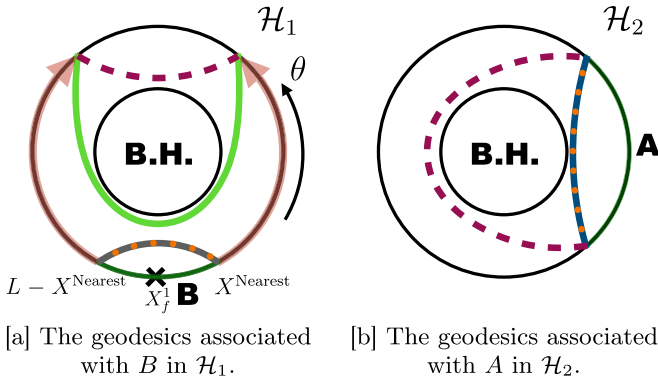 ℋ₁
θ
B.H.
L − X^Nearest
X_f^1
B
X^Nearest
[a] The geodesics associated
with B in ℋ₁.
ℋ₂
B.H.
A
[b] The geodesics associated
with A in ℋ₂.